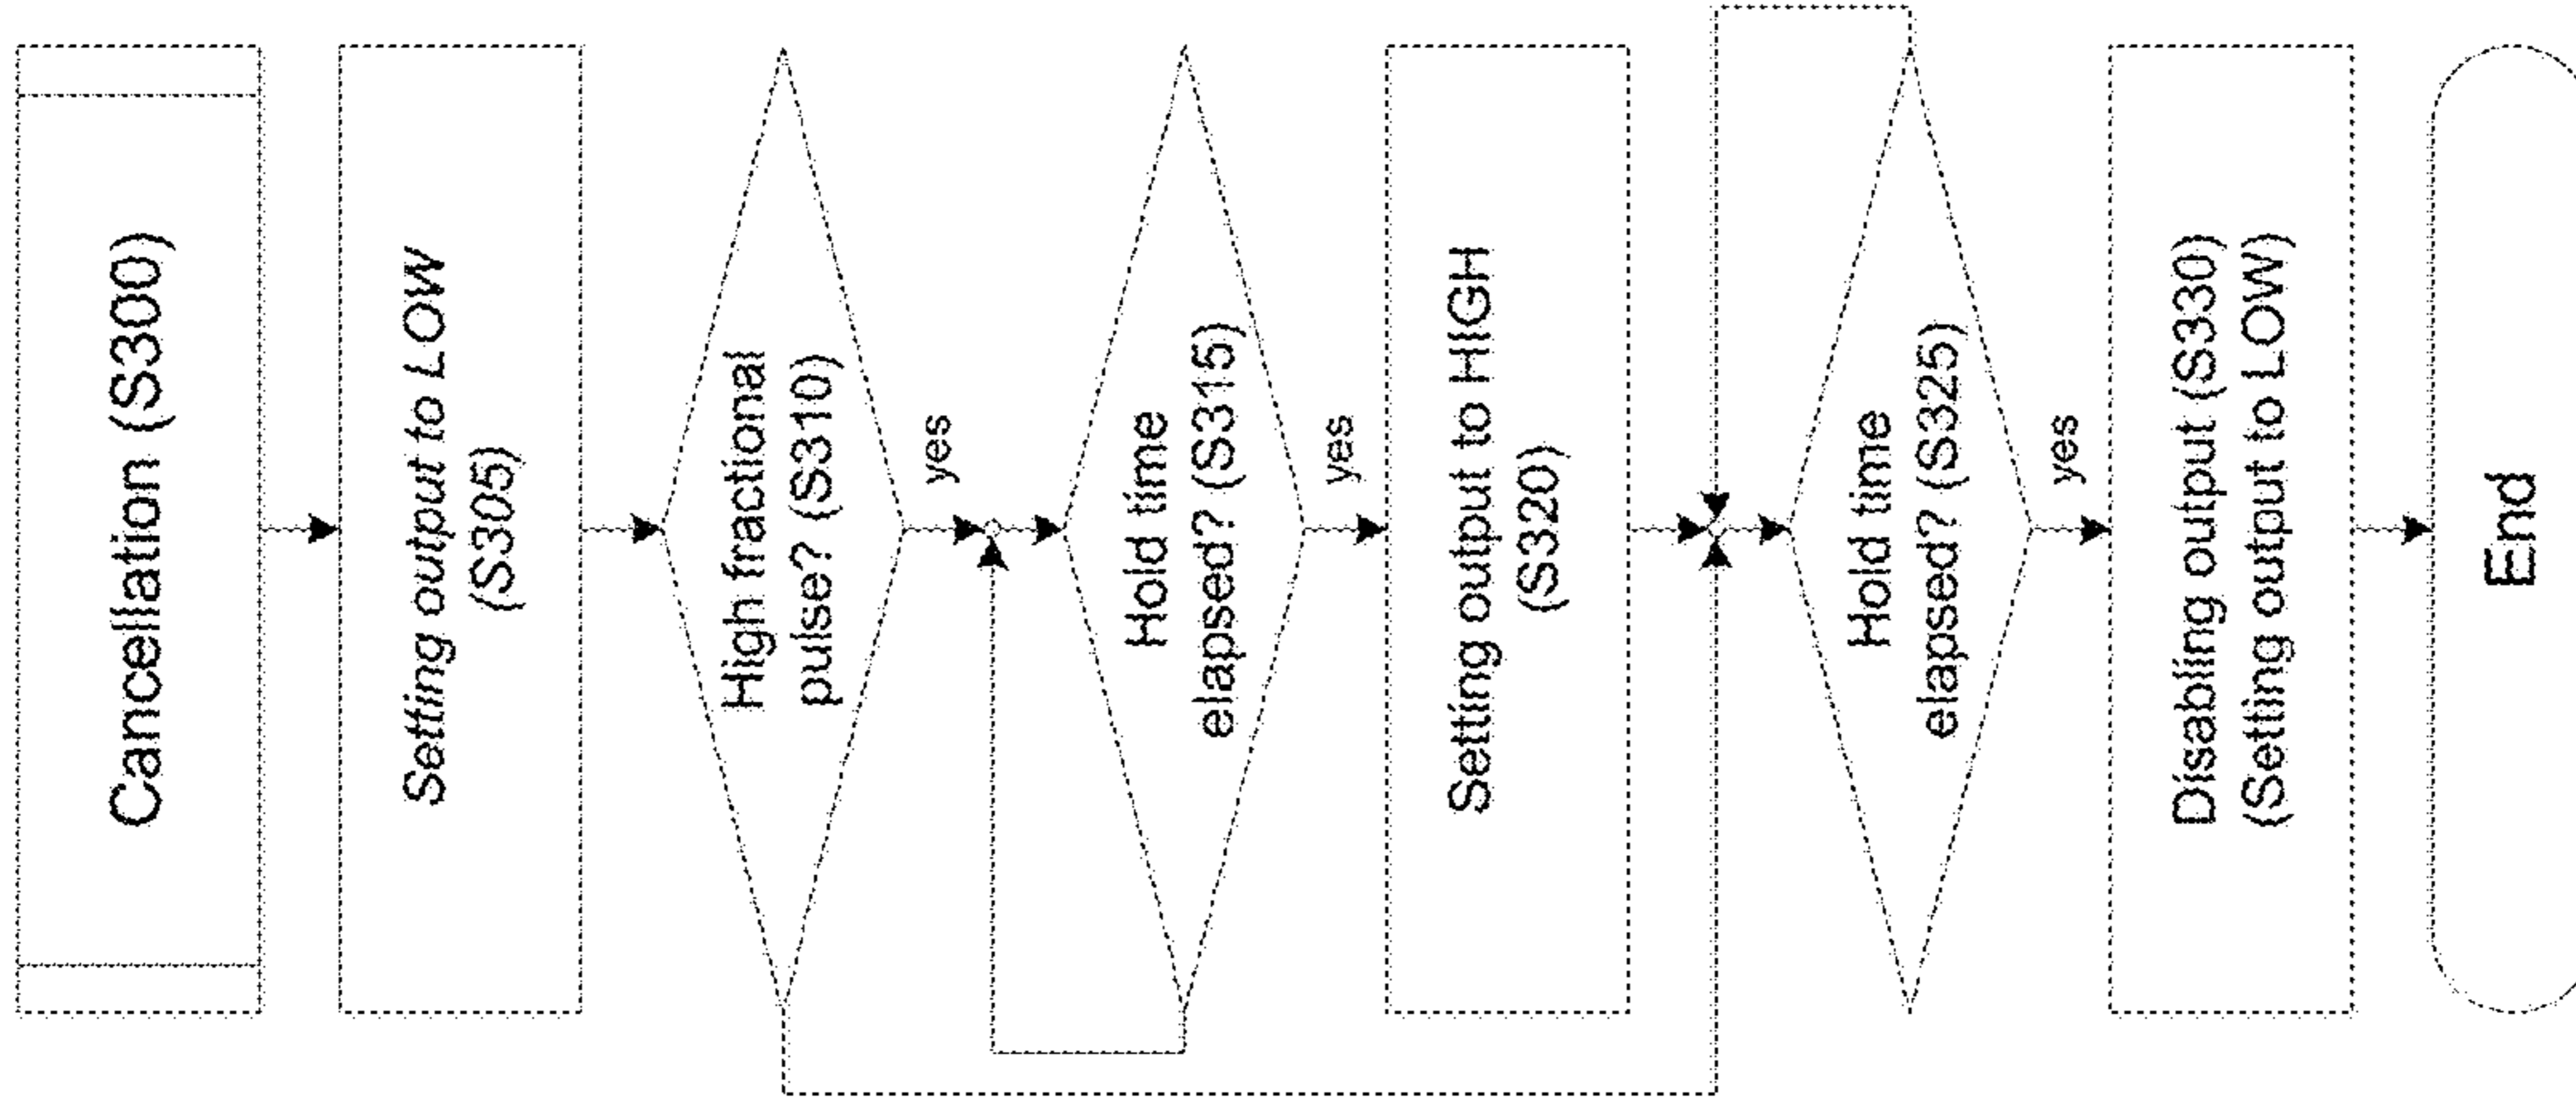 Cancellation (S300)
Setting output to LOW
(S305)
High fractional
pulse? (S310)
yes
Hold time
elapsed? (S315)
yes
Setting output to HIGH
(S320)
Hold time
elapsed? (S325)
yes
Disabling output (S330)
(Setting output to LOW)
End